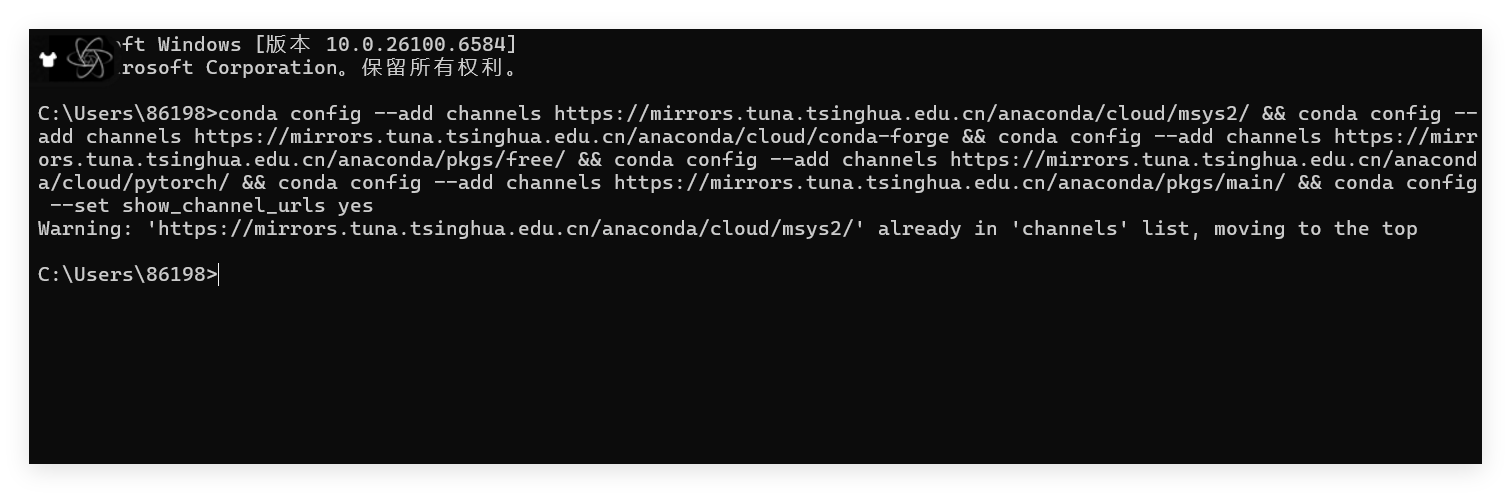 oft Windows [版本 10.0.26100.6584]
rosoft Corporation。保留所有权利。
C:\Users\86198>conda config --add channels https://mirrors.tuna.tsinghua.edu.cn/anaconda/cloud/msys2/ && conda config --
add channels https://mirrors.tuna.tsinghua.edu.cn/anaconda/cloud/conda-forge && conda config --add channels https://mirr
ors.tuna.tsinghua.edu.cn/anaconda/pkgs/free/ && conda config --add channels https://mirrors.tuna.tsinghua.edu.cn/anacond
a/cloud/pytorch/ && conda config --add channels https://mirrors.tuna.tsinghua.edu.cn/anaconda/pkgs/main/ && conda config
 --set show_channel_urls yes
Warning: 'https://mirrors.tuna.tsinghua.edu.cn/anaconda/cloud/msys2/' already in 'channels' list, moving to the top
C:\Users\86198>